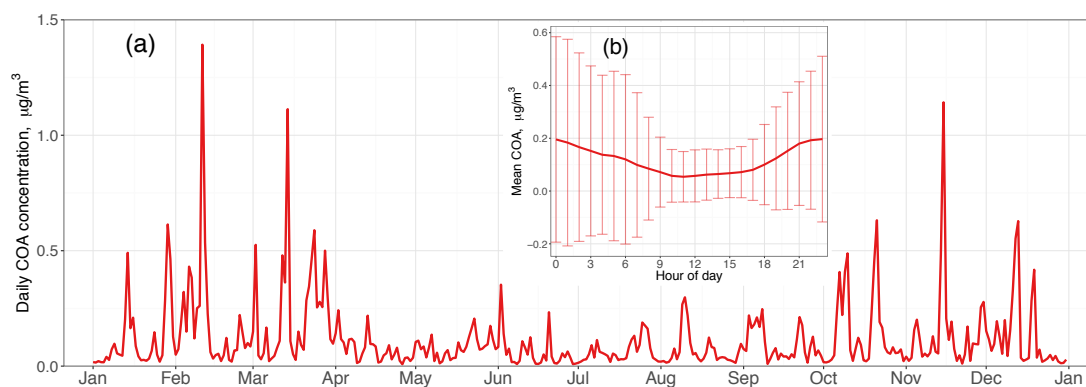 1.5
1.0
0.5
0.0
Daily COA concentration, μg/m³
(a)
Jan Feb Mar Apr May Jun Jul Aug Sep Oct Nov Dec Jan
(b)
0.6
0.4
0.2
0.0
−0.2
Mean COA, μg/m³
0 3 6 9 12 15 18 21
Hour of day